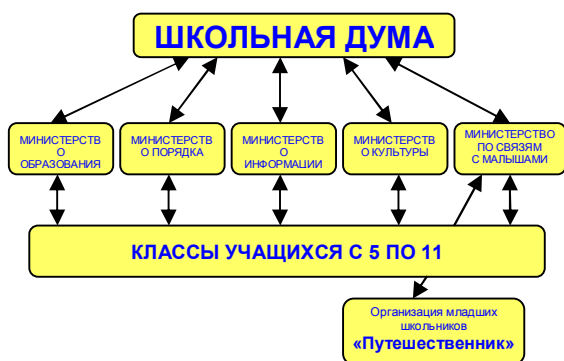 ШКОЛЬНАЯ ДУМА
МИНИСТЕРСТВ
О
ОБРАЗОВАНИЯ
МИНИСТЕРСТВ
О ПОРЯДКА
МИНИСТЕРСТВ
О
ИНФОРМАЦИИ
МИНИСТЕРСТВ
О КУЛЬТУРЫ
МИНИСТЕРСТВО
ПО СВЯЗЯМ
С МАЛЫШАМИ
КЛАССЫ УЧАЩИХСЯ С 5 ПО 11
Организация младших
школьников
«Путешественник»